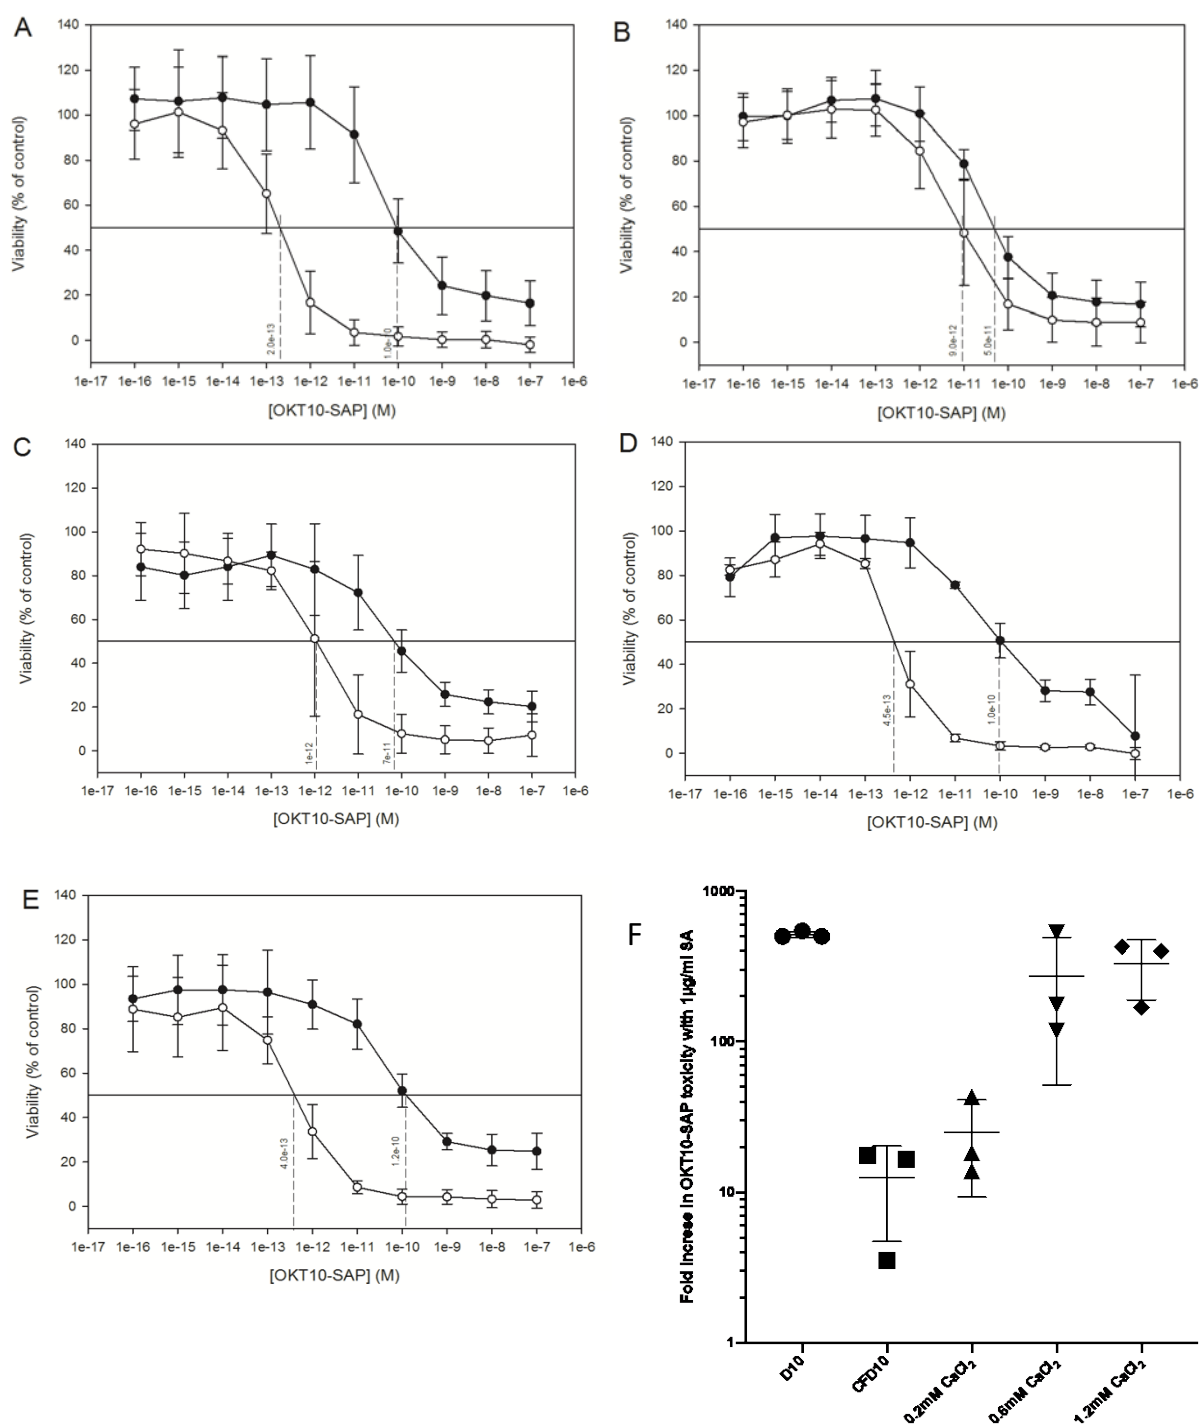 A
140
120
100
80
60
40
20
0
Viability (% of control)
2.0e-13
1.0e-10
1e-17 1e-16 1e-15 1e-14 1e-13 1e-12 1e-11 1e-10 1e-9 1e-8 1e-7 1e-6
[OKT10-SAP] (M)
B
140
120
100
80
60
40
20
0
Viability (% of control)
9.0e-12
5.0e-11
1e-17 1e-16 1e-15 1e-14 1e-13 1e-12 1e-11 1e-10 1e-9 1e-8 1e-7 1e-6
[OKT10-SAP] (M)
C
140
120
100
80
60
40
20
0
Viability (% of control)
1e-12
7e-11
1e-17 1e-16 1e-15 1e-14 1e-13 1e-12 1e-11 1e-10 1e-9 1e-8 1e-7 1e-6
[OKT10-SAP] (M)
D
140
120
100
80
60
40
20
0
Viability (% of control)
4.5e-13
1.0e-10
1e-17 1e-16 1e-15 1e-14 1e-13 1e-12 1e-11 1e-10 1e-9 1e-8 1e-7 1e-6
[OKT10-SAP] (M)
E
140
120
100
80
60
40
20
0
Viability (% of control)
4.0e-13
1.2e-10
1e-17 1e-16 1e-15 1e-14 1e-13 1e-12 1e-11 1e-10 1e-9 1e-8 1e-7 1e-6
[OKT10-SAP] (M)
F
1000
100
10
1
Fold increase in OKT10-SAP toxicity with 1µg/ml SA
D10
CFD10
0.2mM CaCl₂
0.6mM CaCl₂
1.2mM CaCl₂